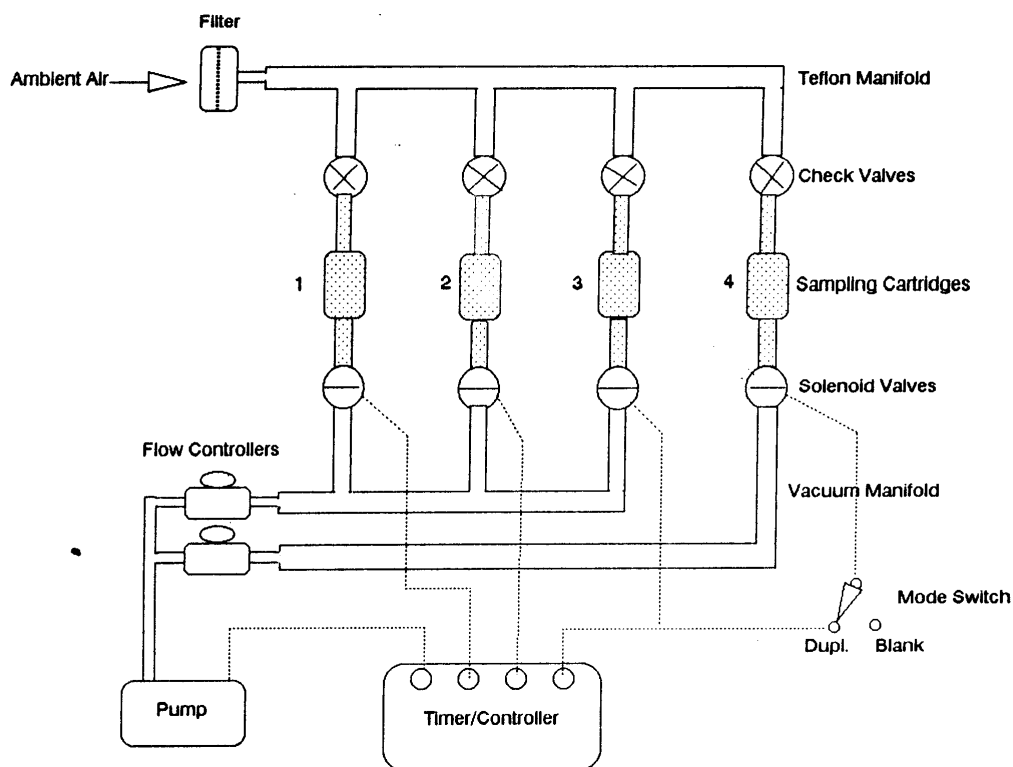 Filter
Ambient Air
Teflon Manifold
Check Valves
1
2
3
4
Sampling Cartridges
Solenoid Valves
Flow Controllers
Vacuum Manifold
Mode Switch
Dupl.
Blank
Pump
Timer/Controller